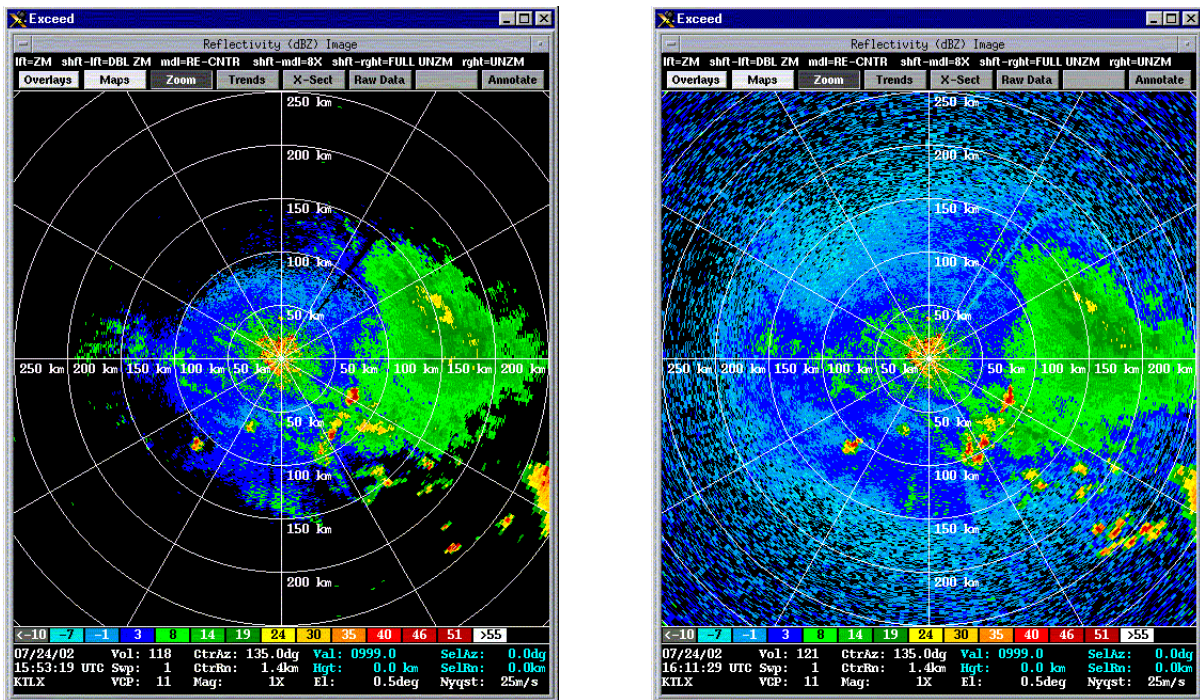 Exceed
Reflectivity (dBZ) Image
lft=ZM shft-lft=DBL ZM mdl=RE-CNTR shft-mdl=8X shft-rght=FULL UNZM rght=UNZM
Overlays Maps Zoom Trends X-Sect Raw Data Annotate
250 km
200 km
150 km
100 km
50 km
250 km 200 km 150 km 100 km 50 km 50 km 100 km 150 km 200 km
50 km
100 km
150 km
200 km
<-10 -7 -1 3 8 14 19 24 30 35 40 46 51 >55
07/24/02 Vol: 118 CtrAz: 135.0dg Val: 0999.0 SelAz: 0.0dg
15:53:19 UTC Swp: 1 CtrRn: 1.4km Hgt: 0.0 km SelRn: 0.0km
KTLX VCP: 11 Mag: 1X El: 0.5deg Nyqst: 25m/s
Exceed
Reflectivity (dBZ) Image
lft=ZM shft-lft=DBL ZM mdl=RE-CNTR shft-mdl=8X shft-rght=FULL UNZM rght=UNZM
Overlays Maps Zoom Trends X-Sect Raw Data Annotate
250 km
200 km
150 km
100 km
50 km
250 km 200 km 150 km 100 km 50 km 50 km 100 km 150 km 200 km
50 km
100 km
150 km
200 km
<-10 -7 -1 3 8 14 19 24 30 35 40 46 51 >55
07/24/02 Vol: 121 CtrAz: 135.0dg Val: 0999.0 SelAz: 0.0dg
16:11:29 UTC Swp: 1 CtrRn: 1.4km Hgt: 0.0 km SelRn: 0.0km
KTLX VCP: 11 Mag: 1X El: 0.5deg Nyqst: 25m/s